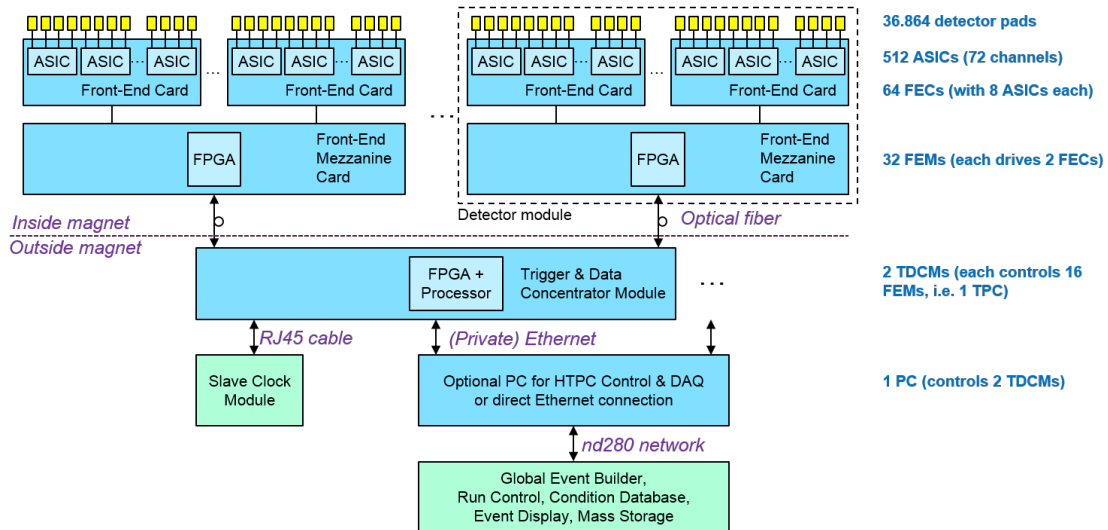 36.864 detector pads
ASIC ASIC ... ASIC ... ASIC ASIC ... ASIC ASIC ASIC ... ASIC ... ASIC ASIC ... ASIC
512 ASICs (72 channels)
Front-End Card Front-End Card Front-End Card Front-End Card
64 FECs (with 8 ASICs each)
...
FPGA
Front-End
Mezzanine
Card
FPGA
Front-End
Mezzanine
Card
32 FEMs (each drives 2 FECs)
Inside magnet
Detector module
Optical fiber
Outside magnet
FPGA +
Processor
Trigger & Data
Concentrator Module
...
2 TDCMs (each controls 16
FEMs, i.e. 1 TPC)
RJ45 cable
(Private) Ethernet
Slave Clock
Module
Optional PC for HTPC Control & DAQ
or direct Ethernet connection
1 PC (controls 2 TDCMs)
nd280 network
Global Event Builder,
Run Control, Condition Database,
Event Display, Mass Storage